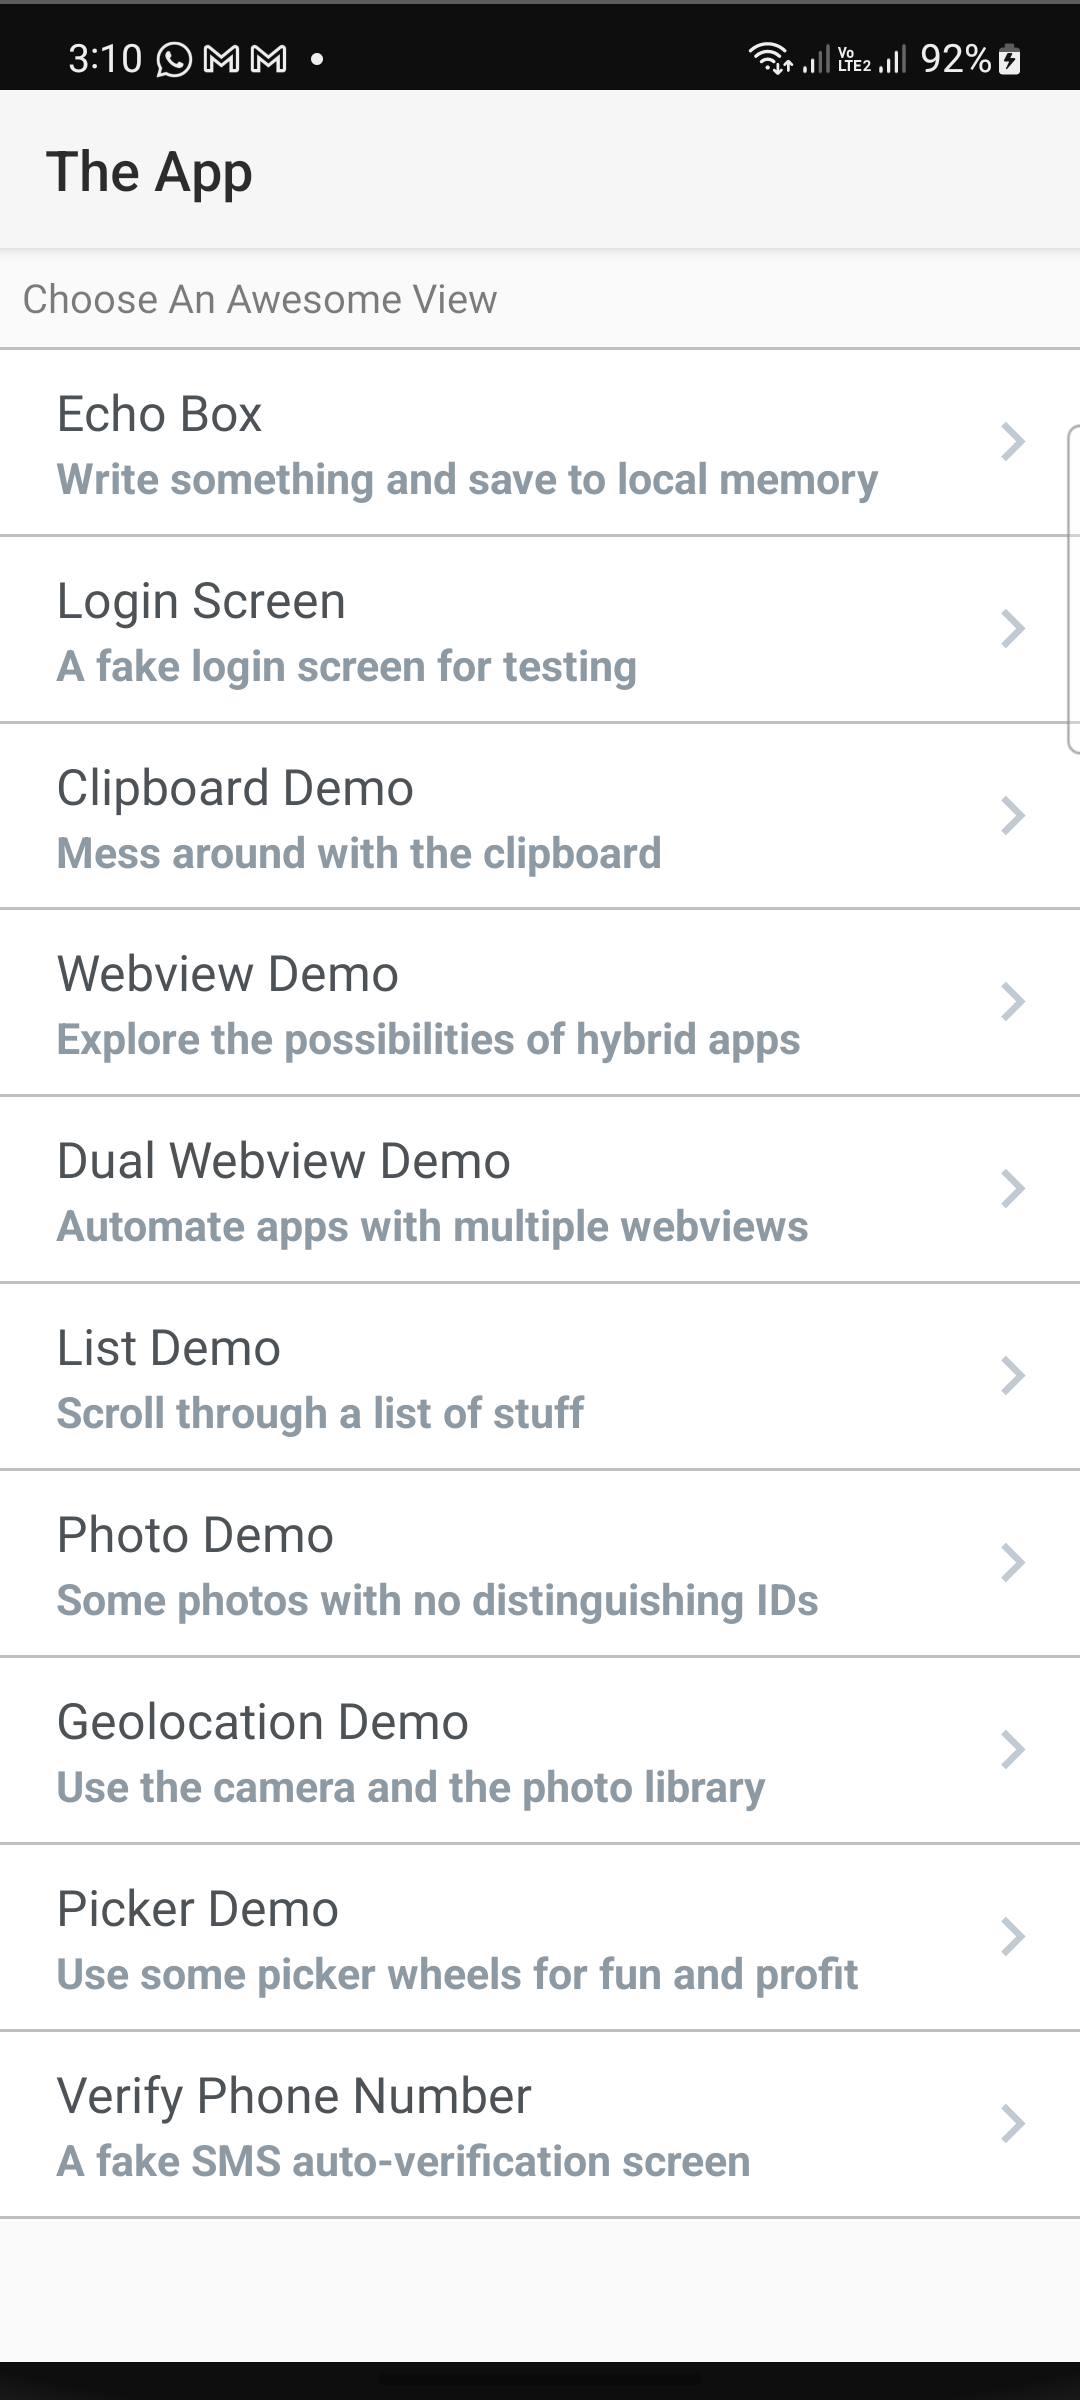 3:10 Vo LTE2 92%
The App
Choose An Awesome View
Echo Box
Write something and save to local memory
Login Screen
A fake login screen for testing
Clipboard Demo
Mess around with the clipboard
Webview Demo
Explore the possibilities of hybrid apps
Dual Webview Demo
Automate apps with multiple webviews
List Demo
Scroll through a list of stuff
Photo Demo
Some photos with no distinguishing IDs
Geolocation Demo
Use the camera and the photo library
Picker Demo
Use some picker wheels for fun and profit
Verify Phone Number
A fake SMS auto-verification screen